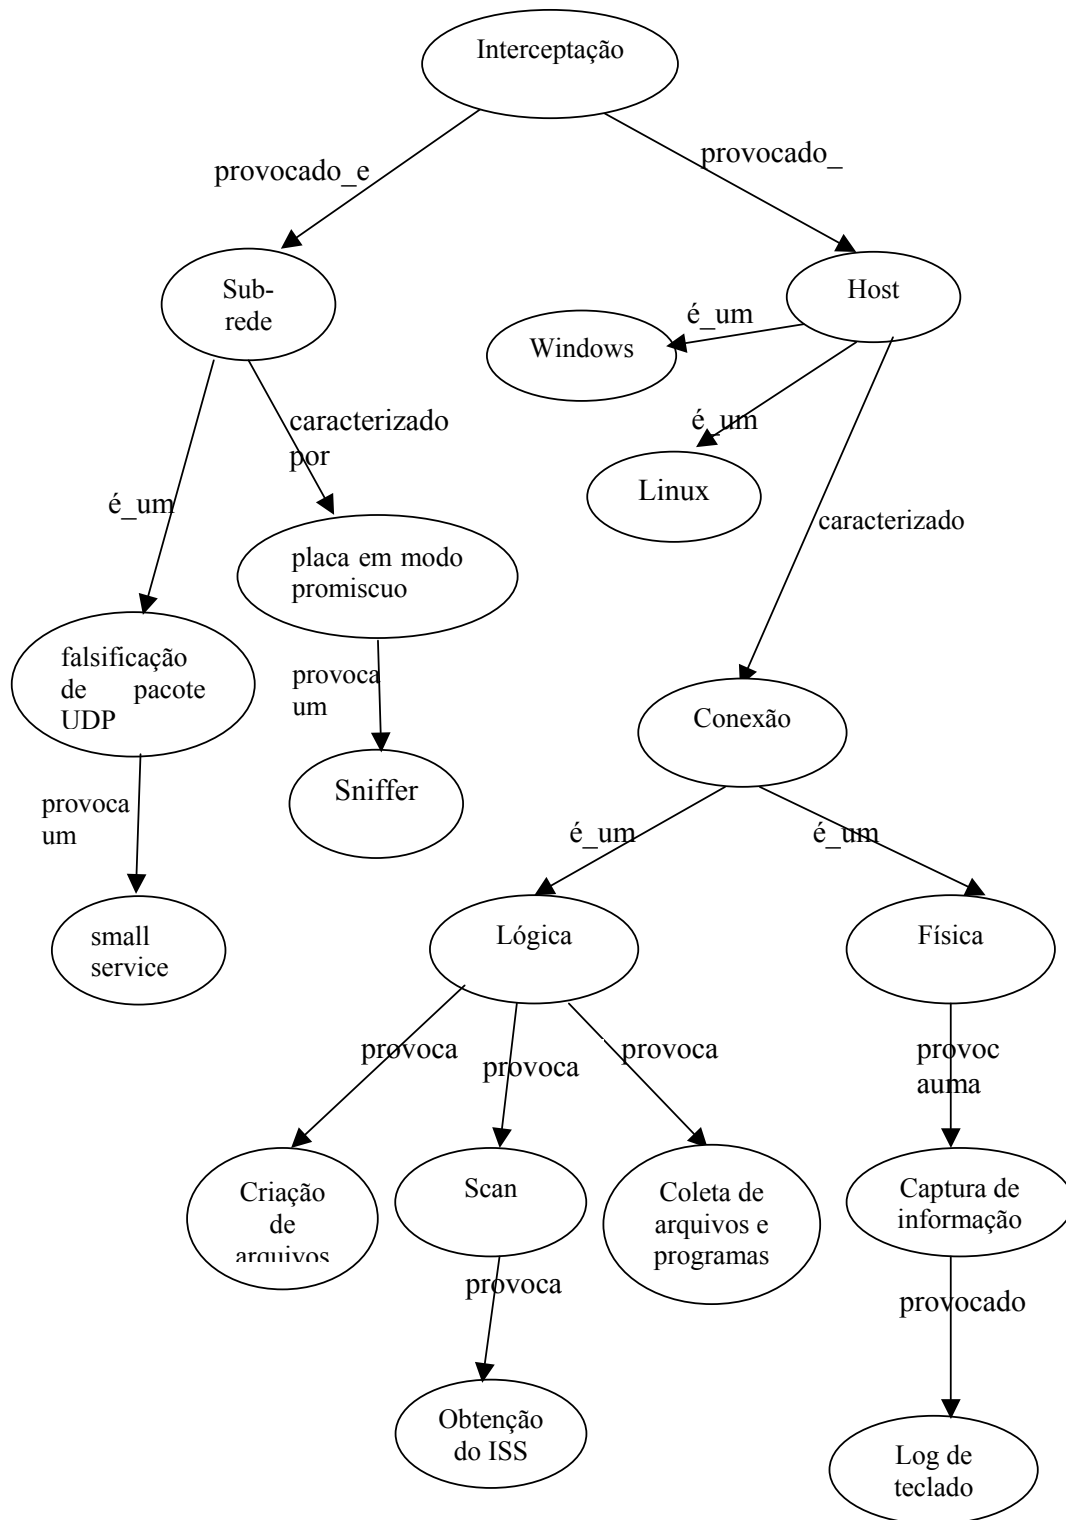 Interceptação
provocado_e
provocado_
Sub-
rede
Host
é_um
Windows
caracterizado
por
é_um
Linux
é_um
caracterizado
placa em modo
promiscuo
falsificação
de pacote
UDP
provoca
um
Conexão
provoca
um
Sniffer
é_um
é_um
small
service
Lógica
Física
provoca
provoca
provoca
provoc
auma
Criação
de
arquivos
Scan
Coleta de
arquivos e
programas
Captura de
informação
provoca
provocado
Obtenção
do ISS
Log de
teclado